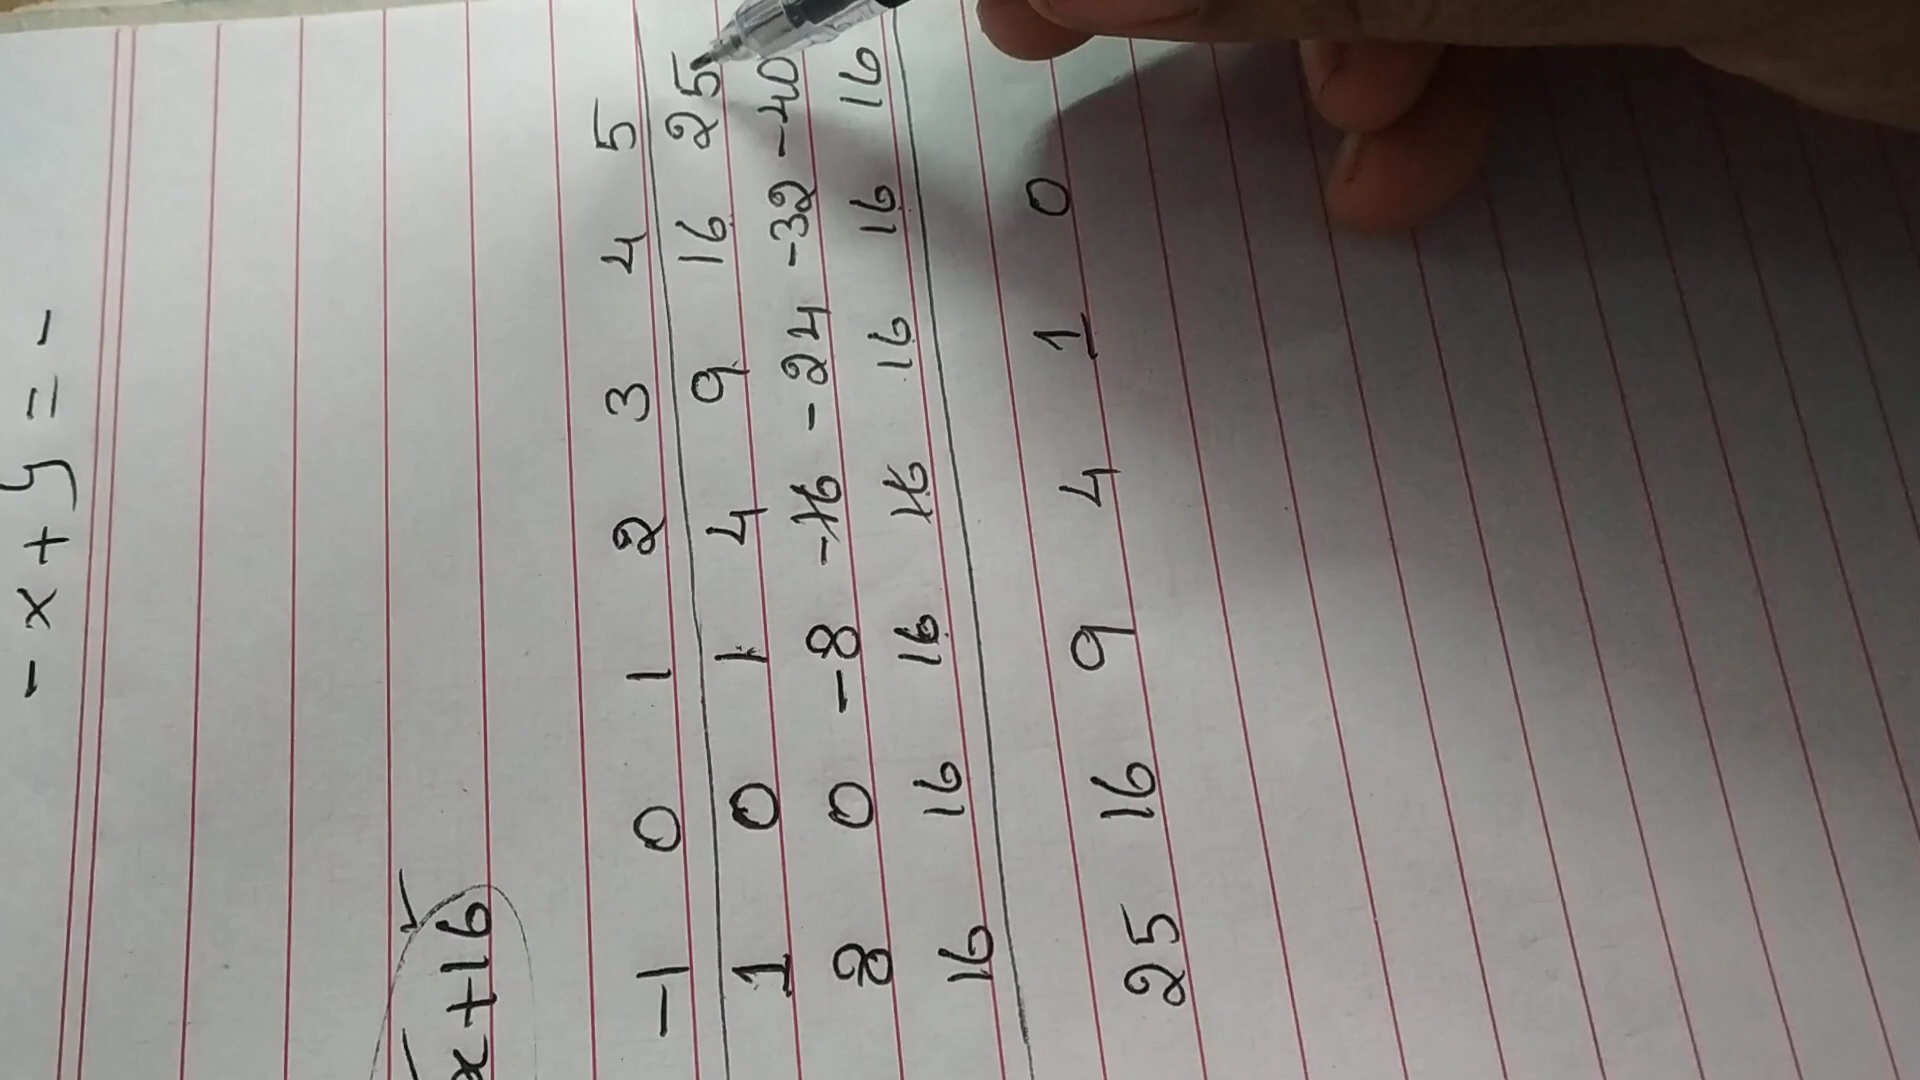 - x + y = -
x + 16
-1 0 1 2 3 4 5
1 0 1 4 9 16 25
8 0 -8 -16 -24 -32 -40
16 16 16 16 16 16 16
25 16 9 4 1 0